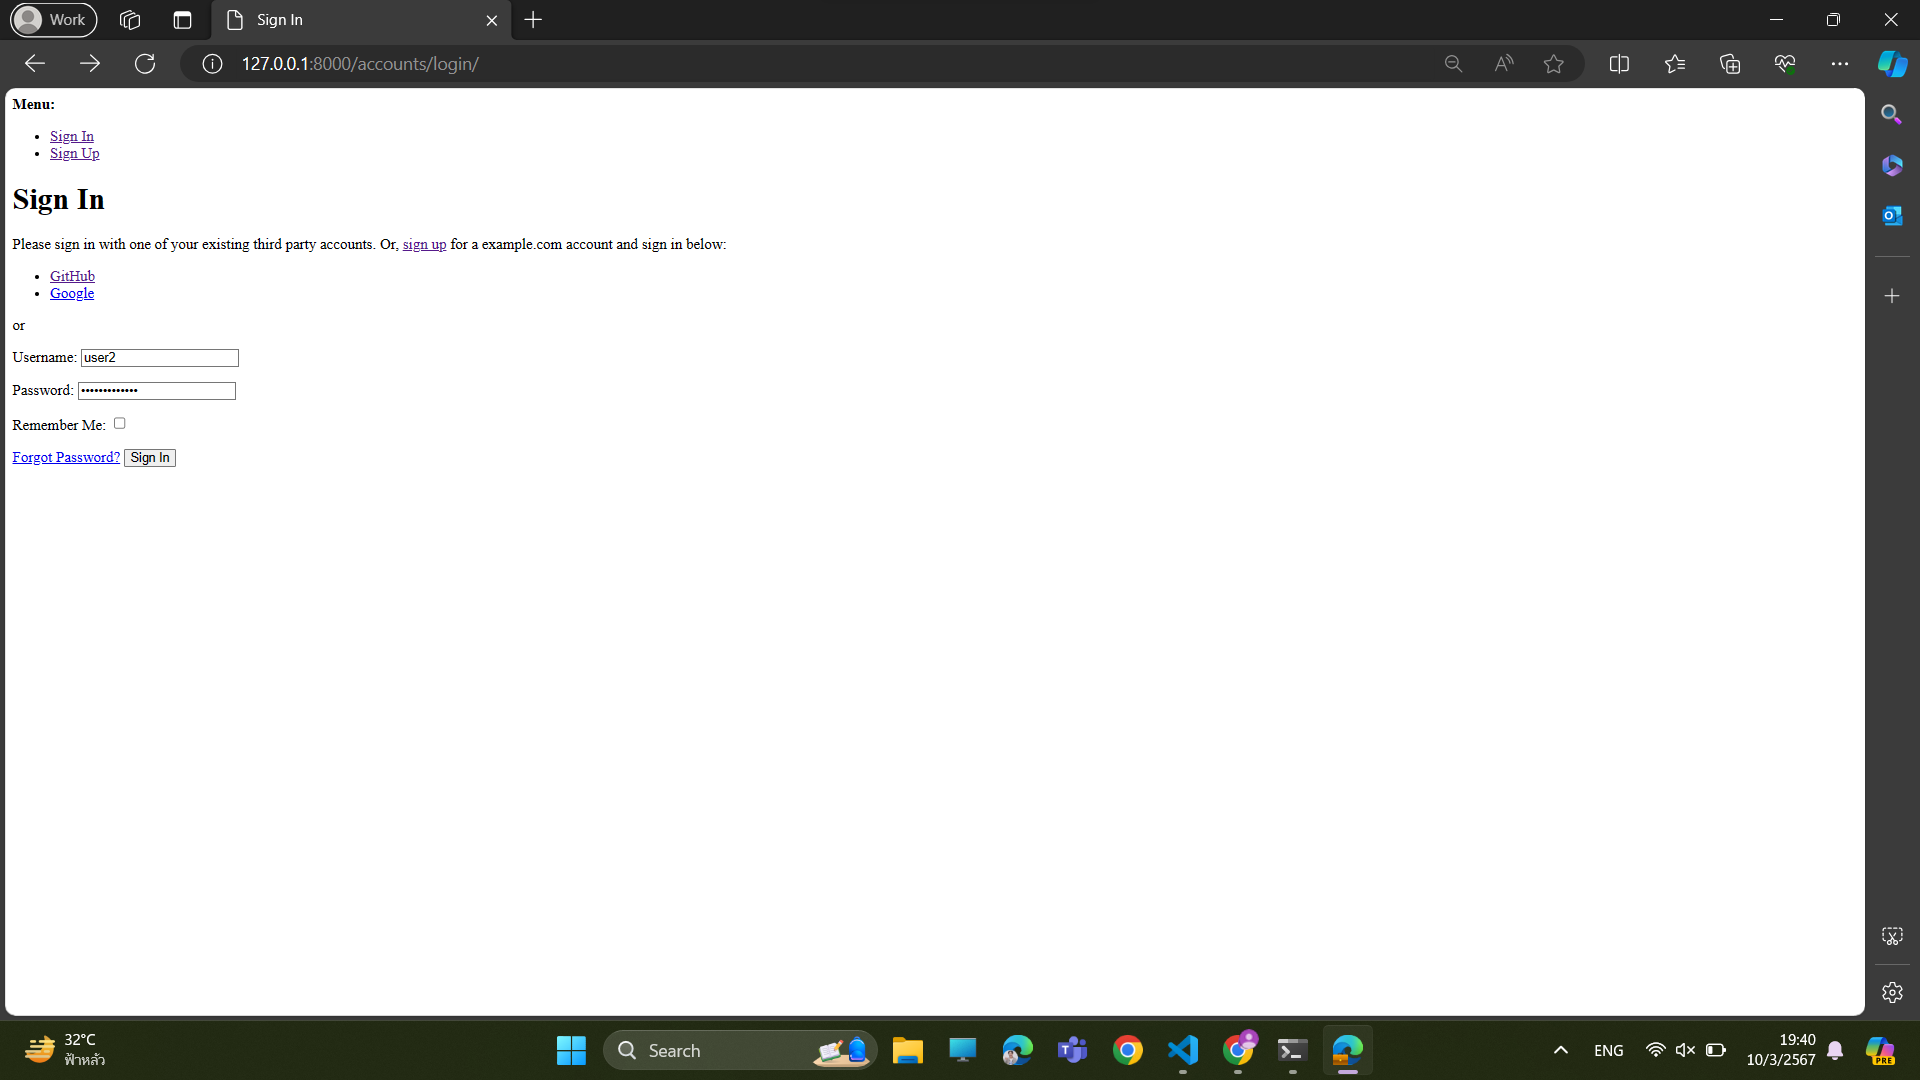 Work
Sign In
127.0.0.1:8000/accounts/login/
Menu:
Sign In
Sign Up
Sign In
Please sign in with one of your existing third party accounts. Or, sign up for a example.com account and sign in below:
GitHub
Google
or
Username: user2
Password: •••••••••••••
Remember Me:
Forgot Password? Sign In
32°C
ฟ้าหลัว
Search
ENG
19:40
10/3/2567
PRE